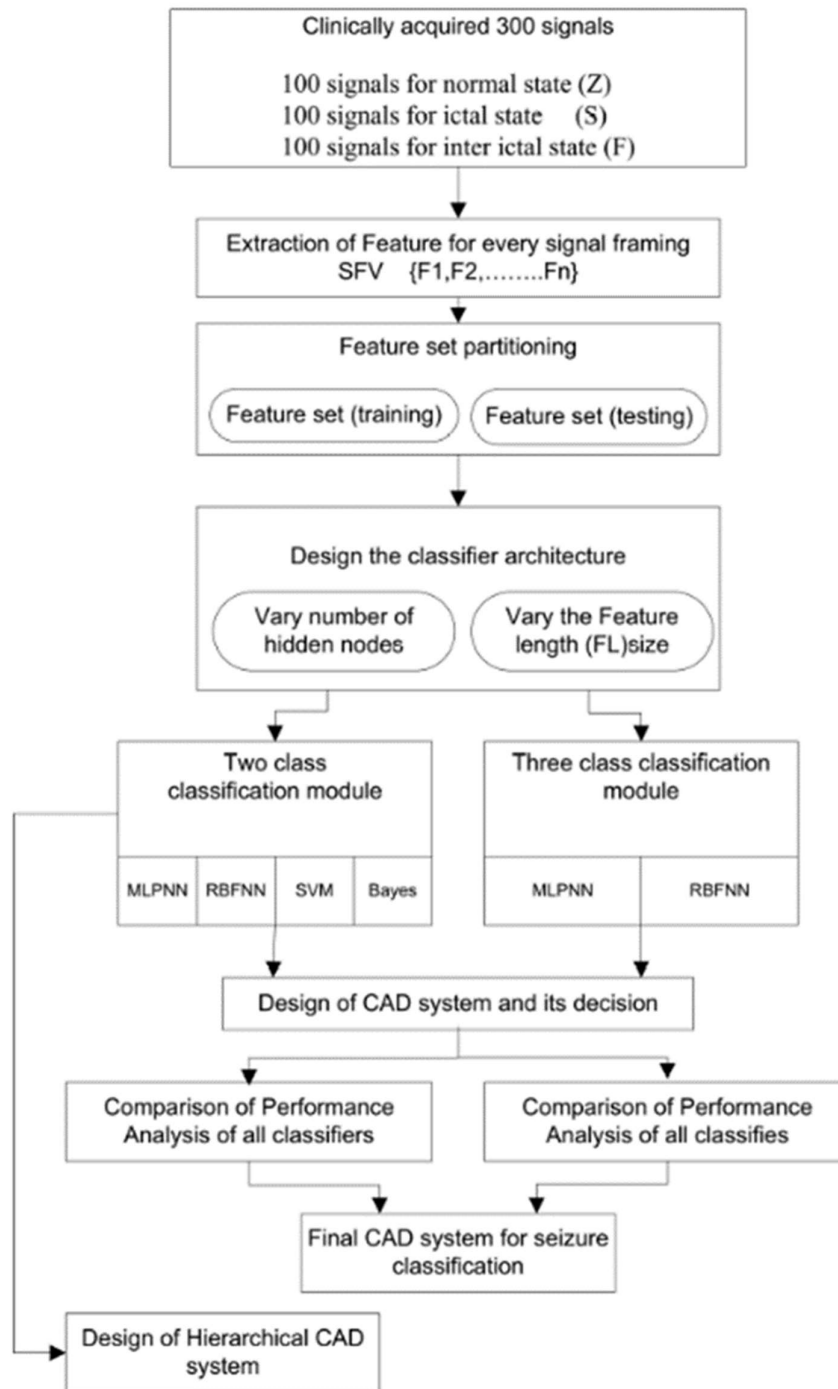 Clinically acquired 300 signals
100 signals for normal state (Z)
100 signals for ictal state (S)
100 signals for inter ictal state (F)
Extraction of Feature for every signal framing
SFV {F1,F2,........Fn}
Feature set partitioning
Feature set (training)
Feature set (testing)
Design the classifier architecture
Vary number of
hidden nodes
Vary the Feature
length (FL)size
Two class
classification module
Three class classification
module
MLPNN
RBFNN
SVM
Bayes
MLPNN
RBFNN
Design of CAD system and its decision
Comparison of Performance
Analysis of all classifiers
Comparison of Performance
Analysis of all classifies
Final CAD system for seizure
classification
Design of Hierarchical CAD
system